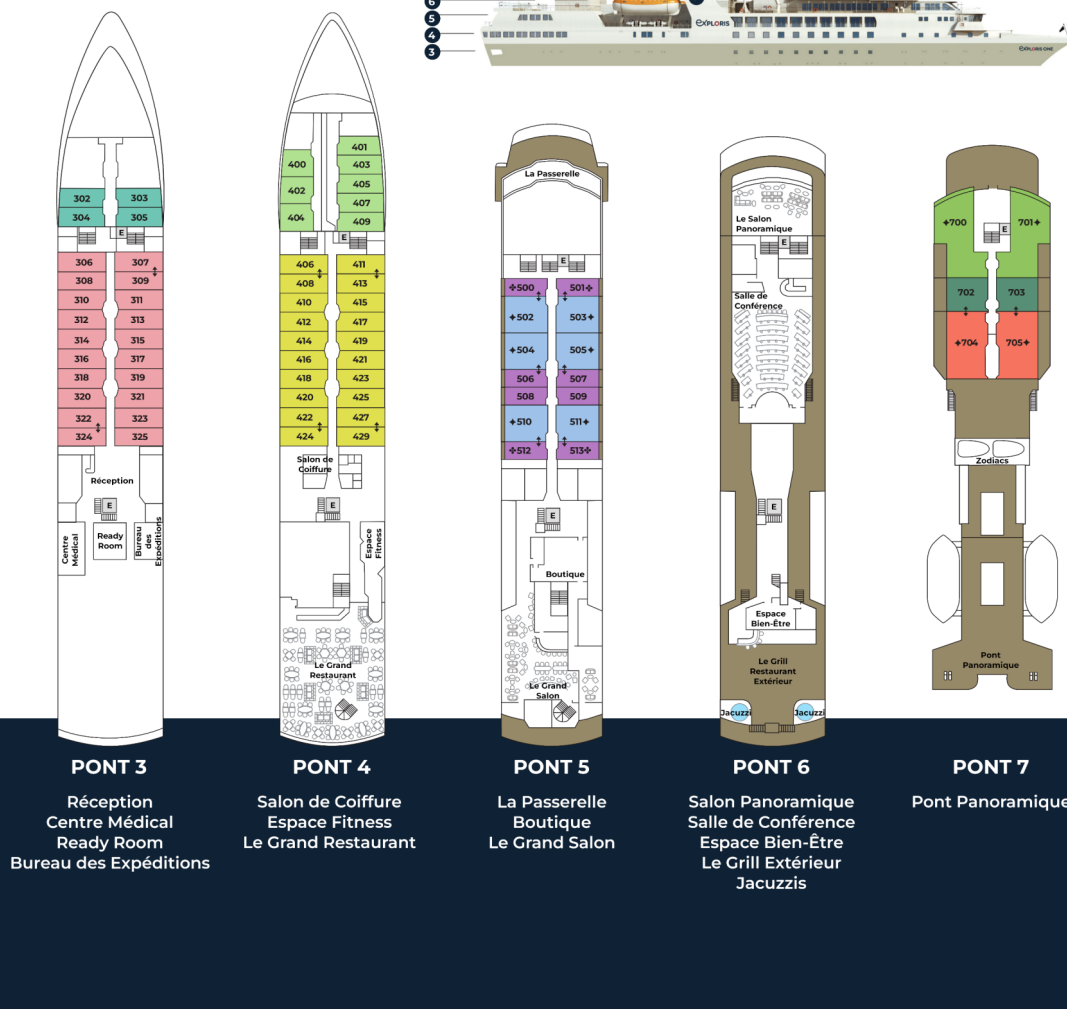 6
5
4
3
EXPLORIS
EXPLORIS ONE
302
303
304
305
E
306
307
308
309
310
311
312
313
314
315
316
317
318
319
320
321
322
323
324
325
Réception
E
Centre
Médical
Ready
Room
Bureau
des
Expéditions
400
401
403
402
405
407
404
409
E
406
411
408
413
410
415
412
417
414
419
416
421
418
423
420
425
422
427
424
429
Salon de
Coiffure
E
Espace
Fitness
Le Grand
Restaurant
La Passerelle
E
500
501
502
503
504
505
506
507
508
509
510
511
512
513
E
Boutique
Le Grand
Salon
Le Salon
Panoramique
E
Salle de
Conférence
E
Espace
Bien-Être
Le Grill
Restaurant
Extérieur
Jacuzzi
Jacuzzi
700
701
E
702
703
704
705
Zodiacs
Pont
Panoramique
PONT 3
Réception
Centre Médical
Ready Room
Bureau des Expéditions
PONT 4
Salon de Coiffure
Espace Fitness
Le Grand Restaurant
PONT 5
La Passerelle
Boutique
Le Grand Salon
PONT 6
Salon Panoramique
Salle de Conférence
Espace Bien-Être
Le Grill Extérieur
Jacuzzis
PONT 7
Pont Panoramique